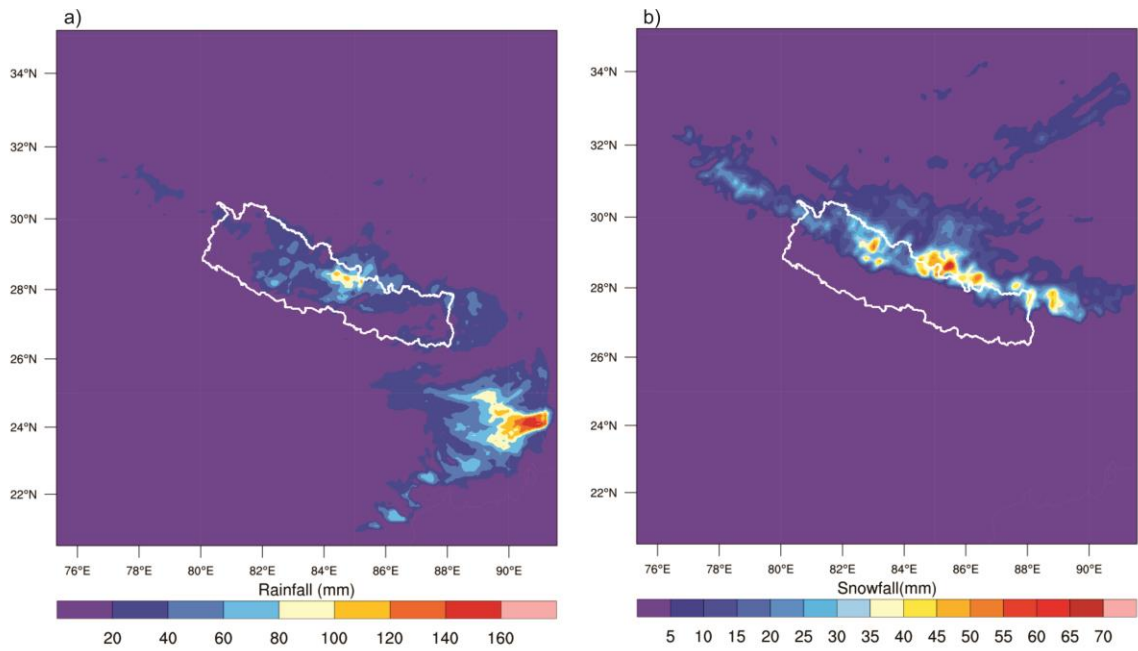 a)
34°N
32°N
30°N
28°N
26°N
24°N
22°N
76°E 78°E 80°E 82°E 84°E 86°E 88°E 90°E
Rainfall (mm)
20 40 60 80 100 120 140 160
b)
34°N
32°N
30°N
28°N
26°N
24°N
22°N
76°E 78°E 80°E 82°E 84°E 86°E 88°E 90°E
Snowfall(mm)
5 10 15 20 25 30 35 40 45 50 55 60 65 70